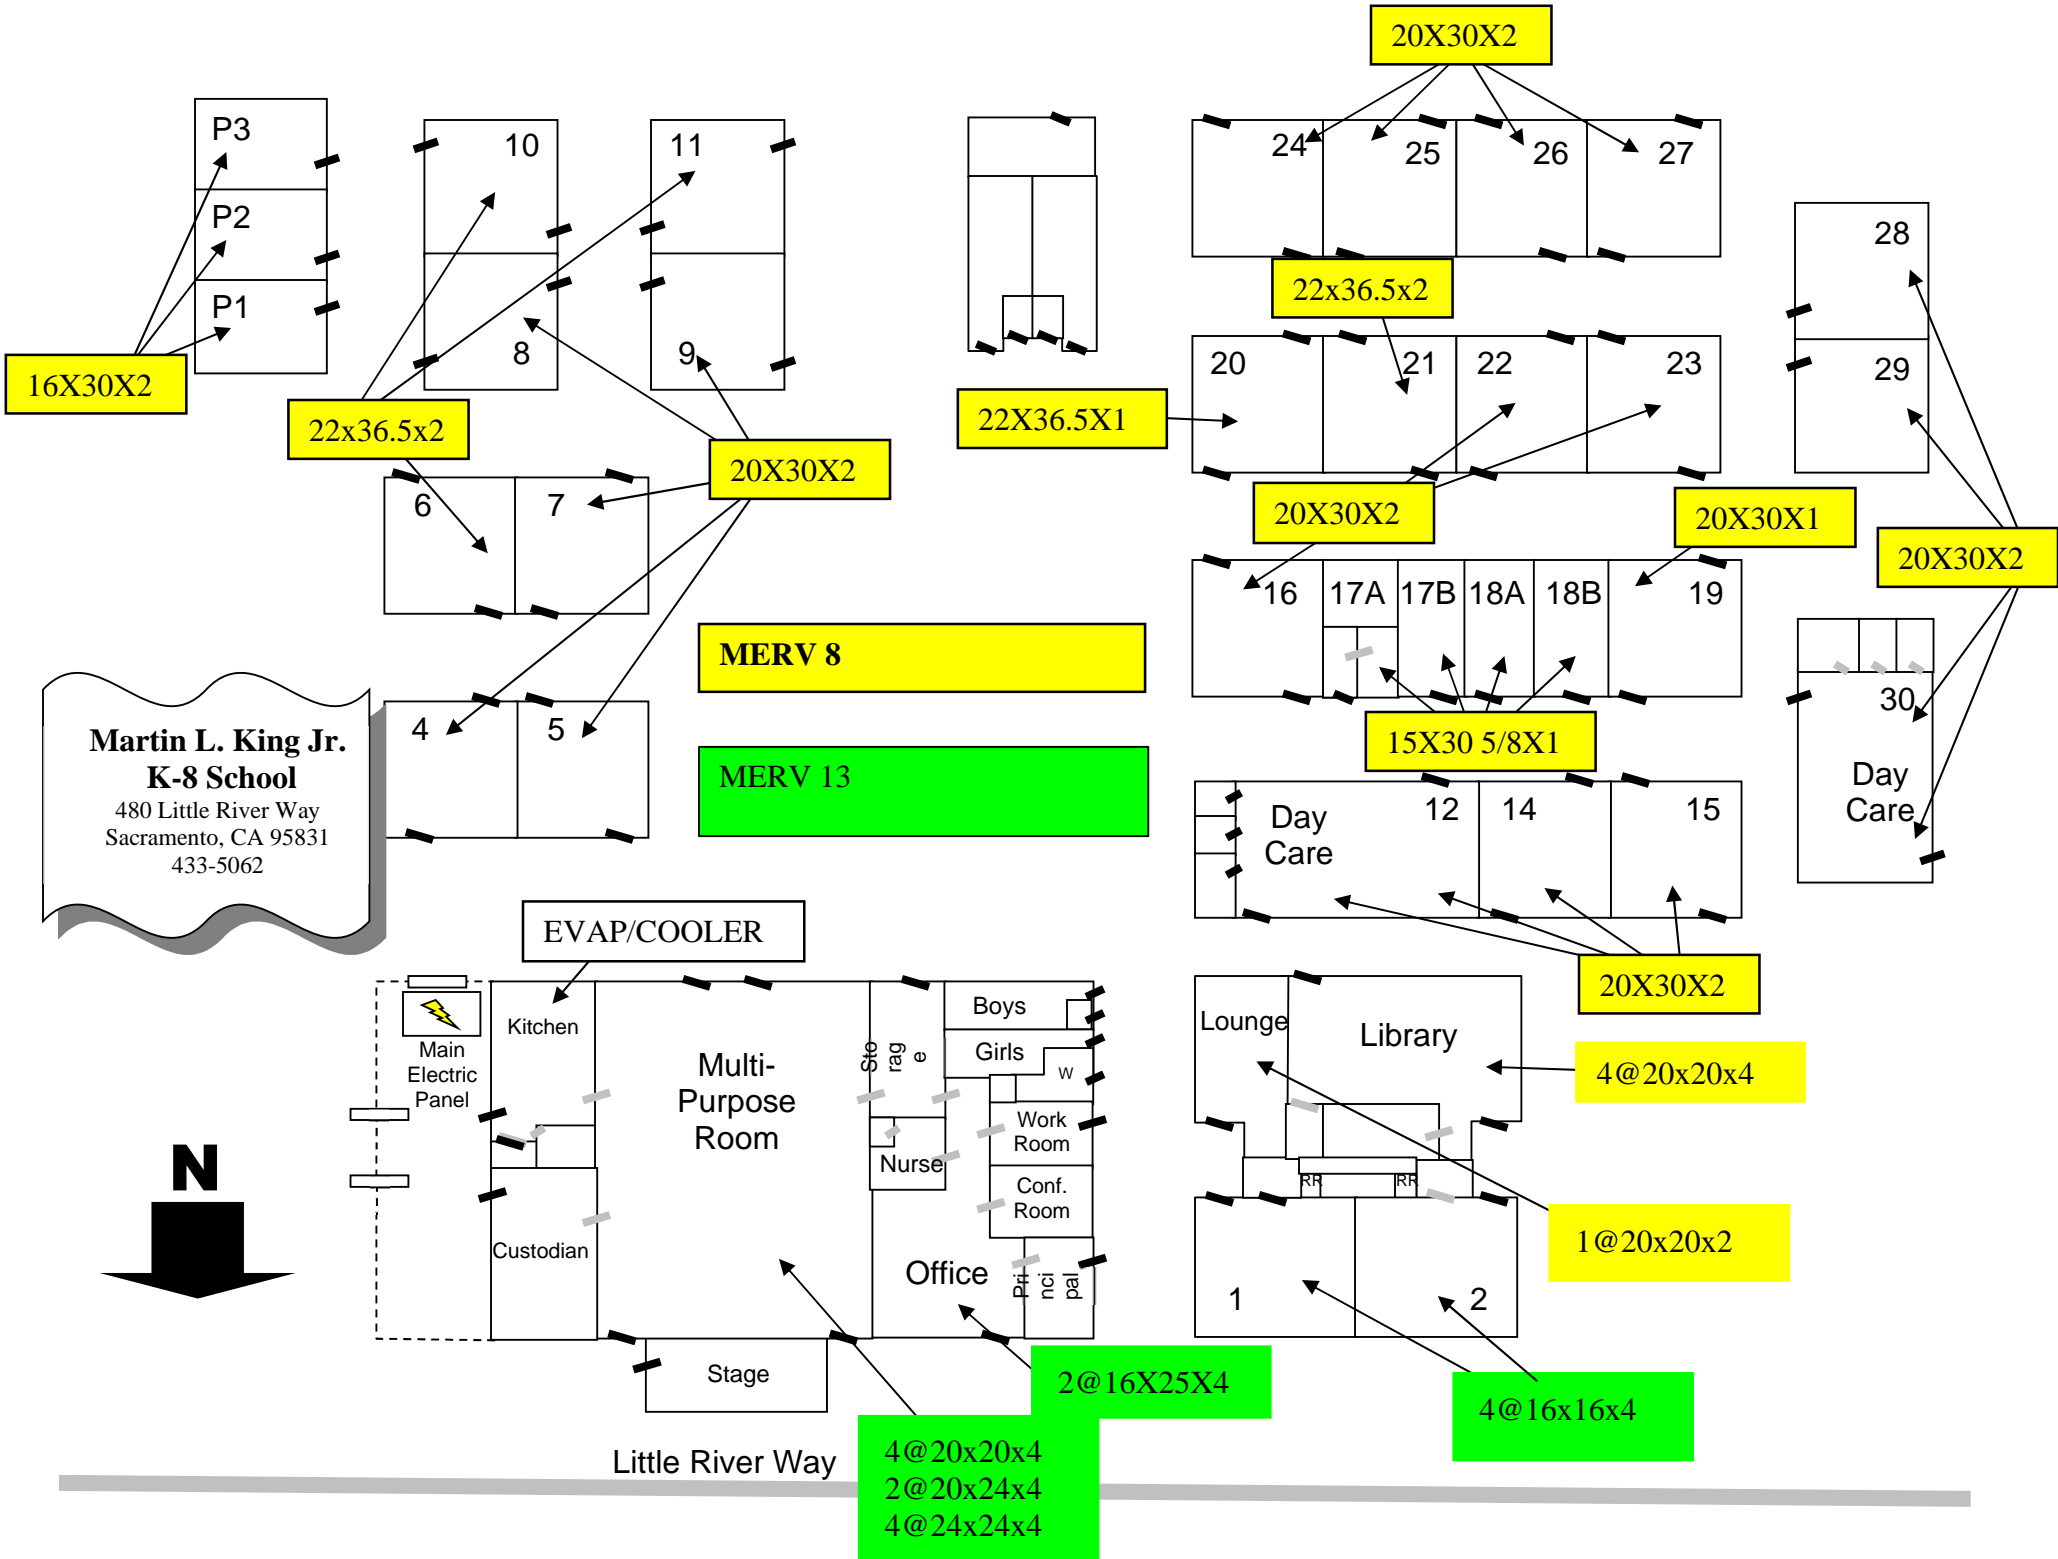 20X30X2
P3
10
11
24
25
26
27
P2
28
P1
22x36.5x2
8
9
20
21
22
23
29
16X30X2
22x36.5x2
22X36.5X1
20X30X2
6
7
20X30X2
20X30X1
20X30X2
16
17A
17B
18A
18B
19
MERV 8
30
4
5
15X30 5/8X1
Martin L. King Jr.
K-8 School
480 Little River Way
Sacramento, CA 95831
433-5062
MERV 13
Day
Care
Day
Care
12
14
15
EVAP/COOLER
20X30X2
Kitchen
Boys
Lounge
Library
Main
Electric
Panel
Multi-
Purpose
Room
Sto
rag
e
Girls
W
4@20x20x4
Work
Room
N
Nurse
Conf.
Room
RR
RR
Custodian
1@20x20x2
Office
Pri
nci
pal
1
2
Stage
2@16X25X4
4@16x16x4
Little River Way
4@20x20x4
2@20x24x4
4@24x24x4